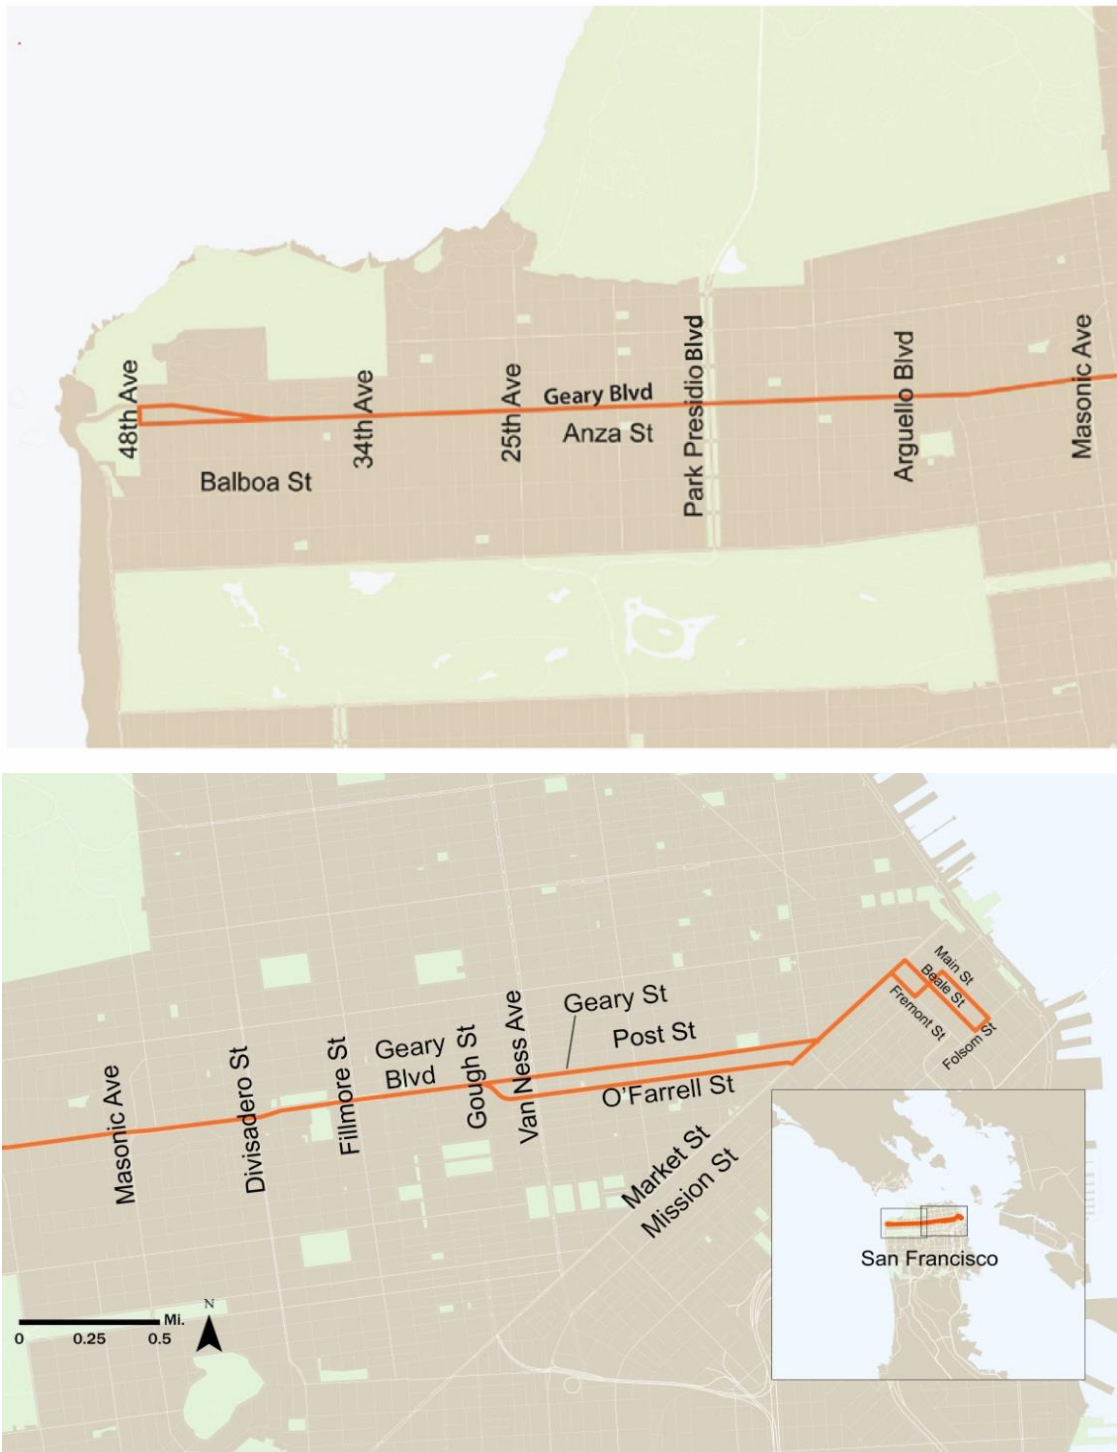 48th Ave
Balboa St
34th Ave
25th Ave
Geary Blvd
Anza St
Park Presidio Blvd
Arguello Blvd
Masonic Ave
Masonic Ave
Divisadero St
Fillmore St
Geary
Blvd
Gough St
Van Ness Ave
Geary St
Post St
O'Farrell St
Market St
Mission St
Main St
Beale St
Fremont St
Folsom St
San Francisco
N
Mi.
0 0.25 0.5